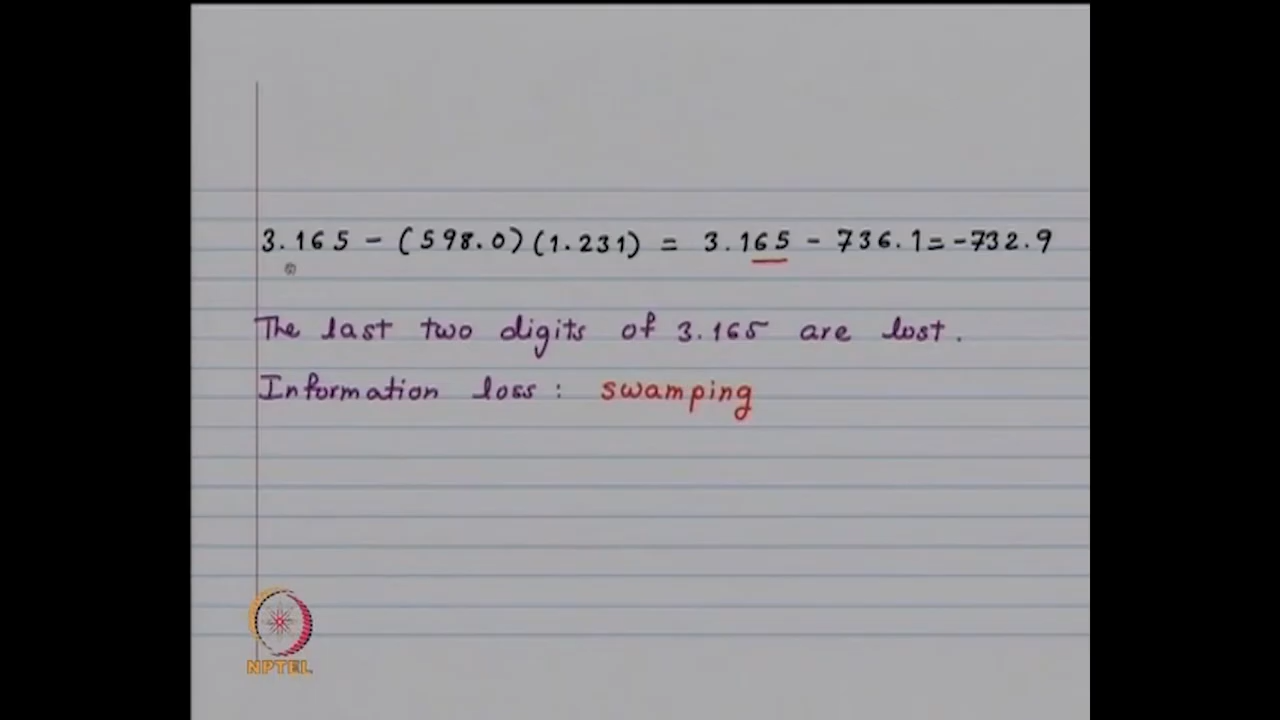 3.165 - (598.0)(1.231) = 3.165 - 736.1 = -732.9
The last two digits of 3.165 are lost.
Information loss: swamping
NPTEL